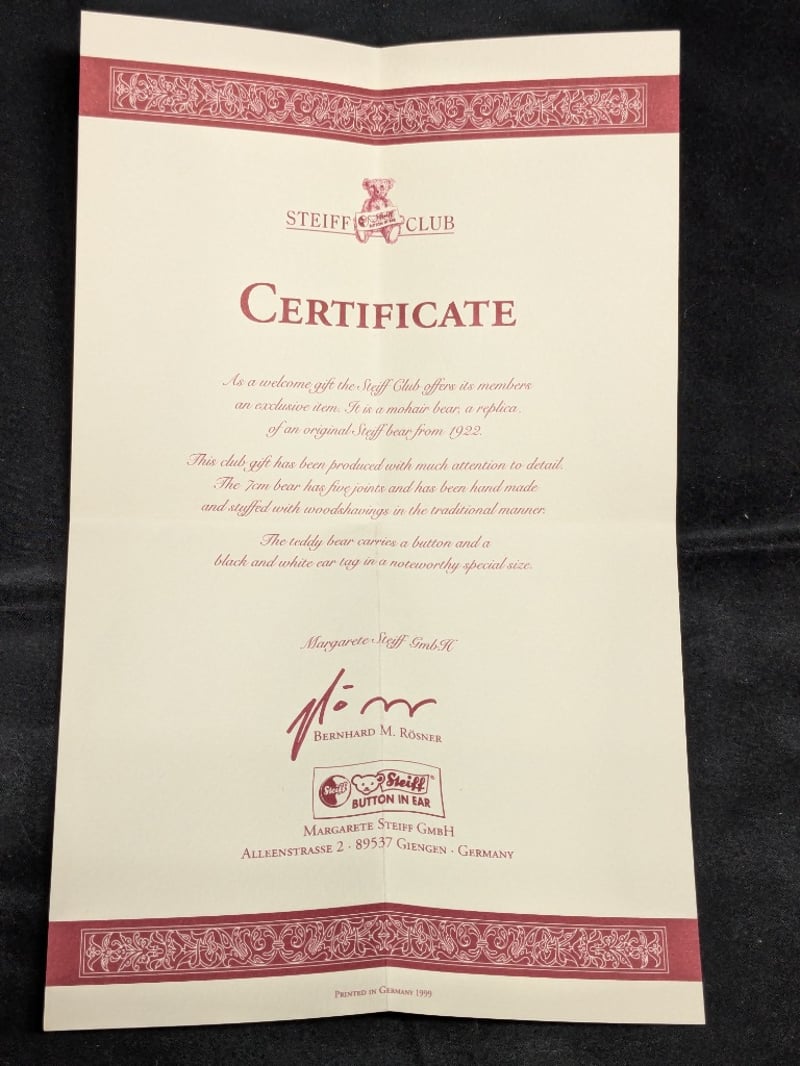 STEIFF CLUB
CERTIFICATE
As a welcome gift the Steiff Club offers its members
an exclusive item. It is a mohair bear, a replica,
of an original Steiff bear from 1922.
This club gift has been produced with much attention to detail.
The 7cm bear has five joints and has been hand made
and stuffed with woodshavings in the traditional manner.
The teddy bear carries a button and a
black and white ear tag in a noteworthy special size.
Margarete Steiff GmbH
BERNHARD M. RÖSNER
Steiff Steiff®
BUTTON IN EAR
MARGARETE STEIFF GMBH
ALLEENSTRASSE 2 · 89537 GIENGEN · GERMANY
PRINTED IN GERMANY 1999